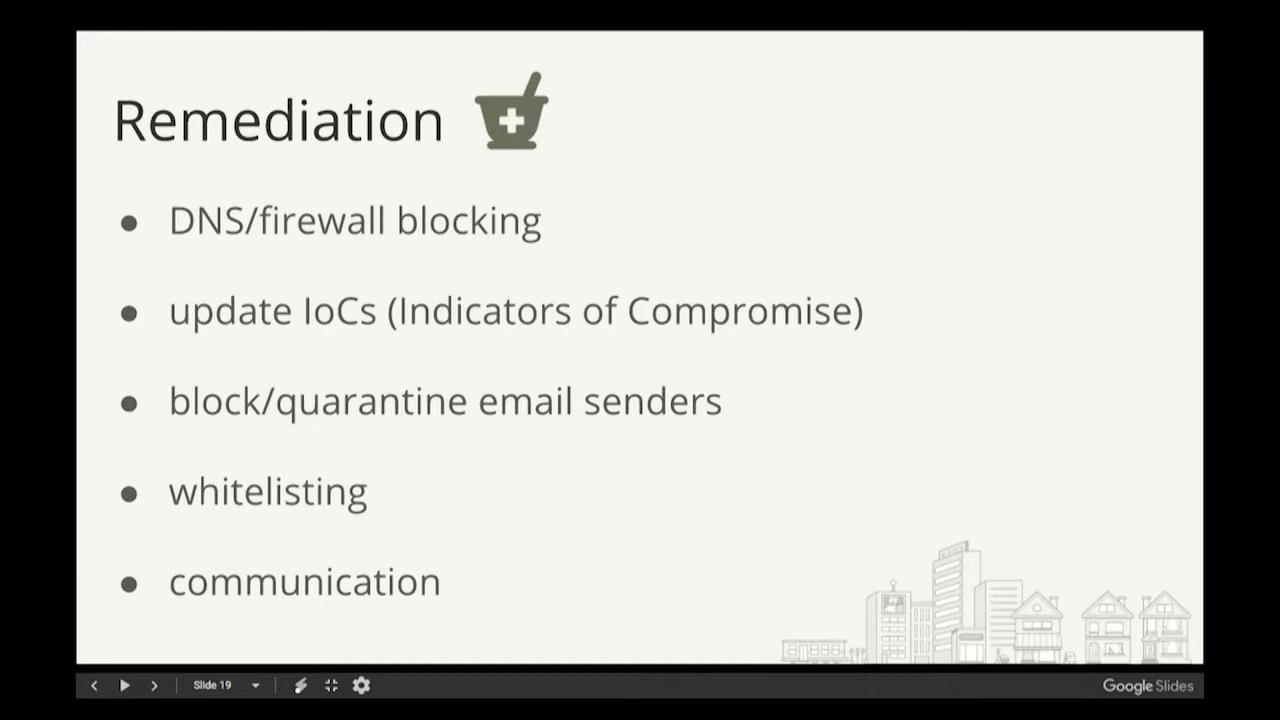 Remediation
DNS/firewall blocking
update IoCs (Indicators of Compromise)
block/quarantine email senders
whitelisting
communication
Slide 19
Google Slides